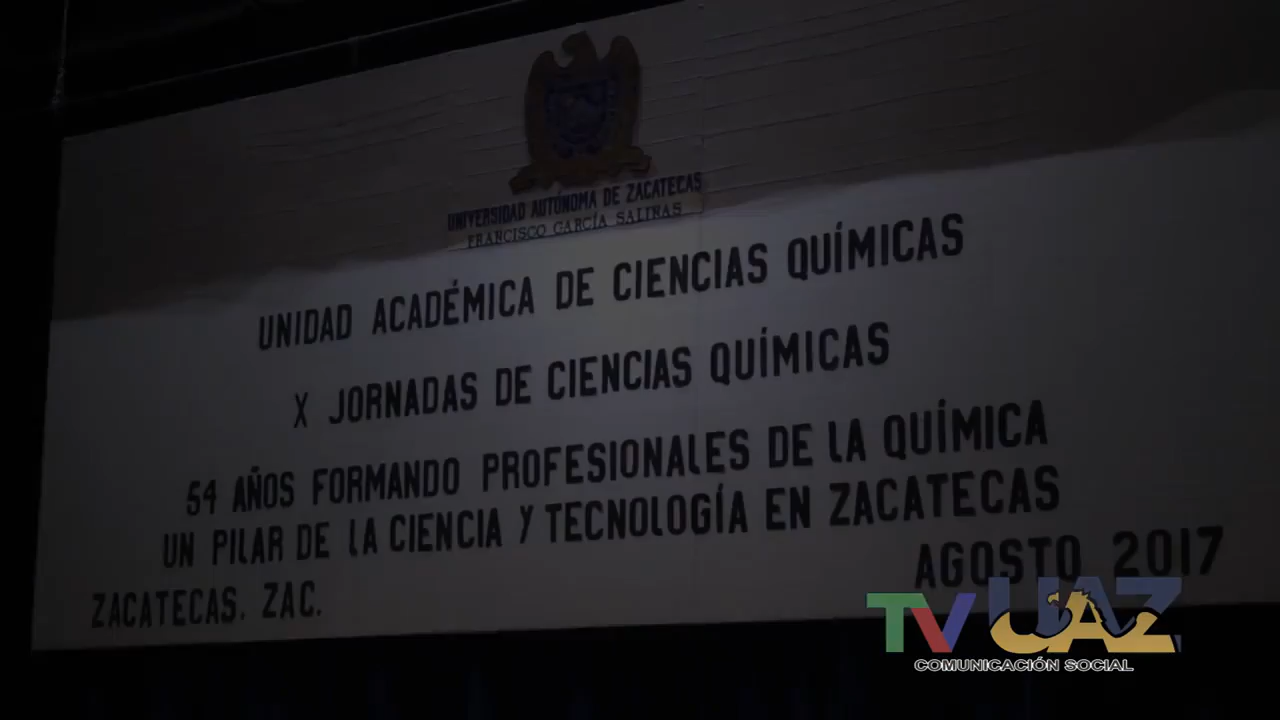 UNIVERSIDAD AUTÓNOMA DE ZACATECAS
FRANCISCO GARCÍA SALINAS
UNIDAD ACADÉMICA DE CIENCIAS QUÍMICAS
X JORNADAS DE CIENCIAS QUÍMICAS
54 AÑOS FORMANDO PROFESIONALES DE LA QUÍMICA
UN PILAR DE LA CIENCIA Y TECNOLOGÍA EN ZACATECAS
AGOSTO 2017
ZACATECAS. ZAC.
TV UAZ
COMUNICACIÓN SOCIAL